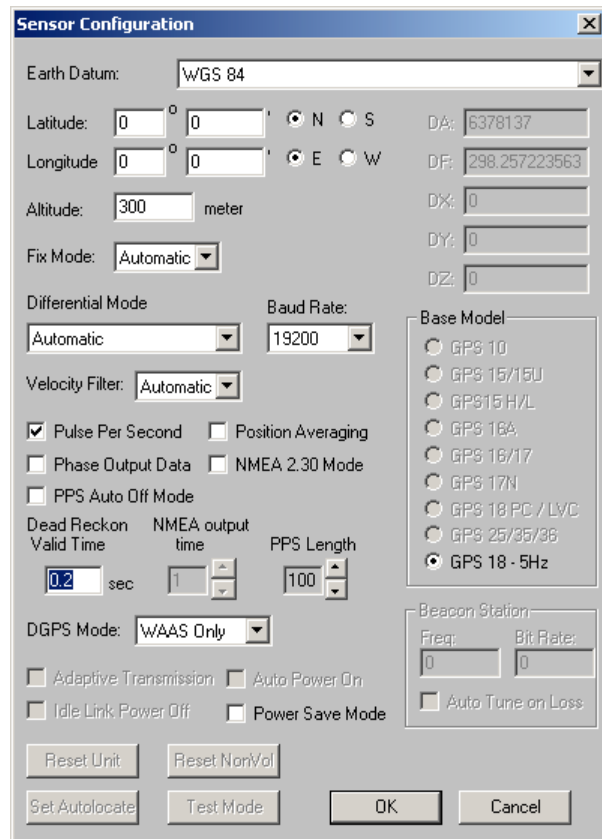 Sensor Configuration
Earth Datum: WGS 84
Latitude: 0 ° 0 ' N S
Longitude 0 ° 0 ' E W
Altitude: 300 meter
Fix Mode: Automatic
DA: 6378137
DF: 298.257223563
DX: 0
DY: 0
DZ: 0
Differential Mode
Automatic
Baud Rate:
19200
Velocity Filter: Automatic
Pulse Per Second Position Averaging
Phase Output Data NMEA 2.30 Mode
PPS Auto Off Mode
Dead Reckon
Valid Time
0.2 sec
NMEA output
time
1
PPS Length
100
DGPS Mode: WAAS Only
Adaptive Transmission Auto Power On
Idle Link Power Off Power Save Mode
Base Model
GPS 10
GPS 15/15U
GPS15 H/L
GPS 16A
GPS 16/17
GPS 17N
GPS 18 PC / LVC
GPS 25/35/36
GPS 18 - 5Hz
Beacon Station
Freq: Bit Rate:
0 0
Auto Tune on Loss
Reset Unit Reset NonVol
Set Autolocate Test Mode OK Cancel